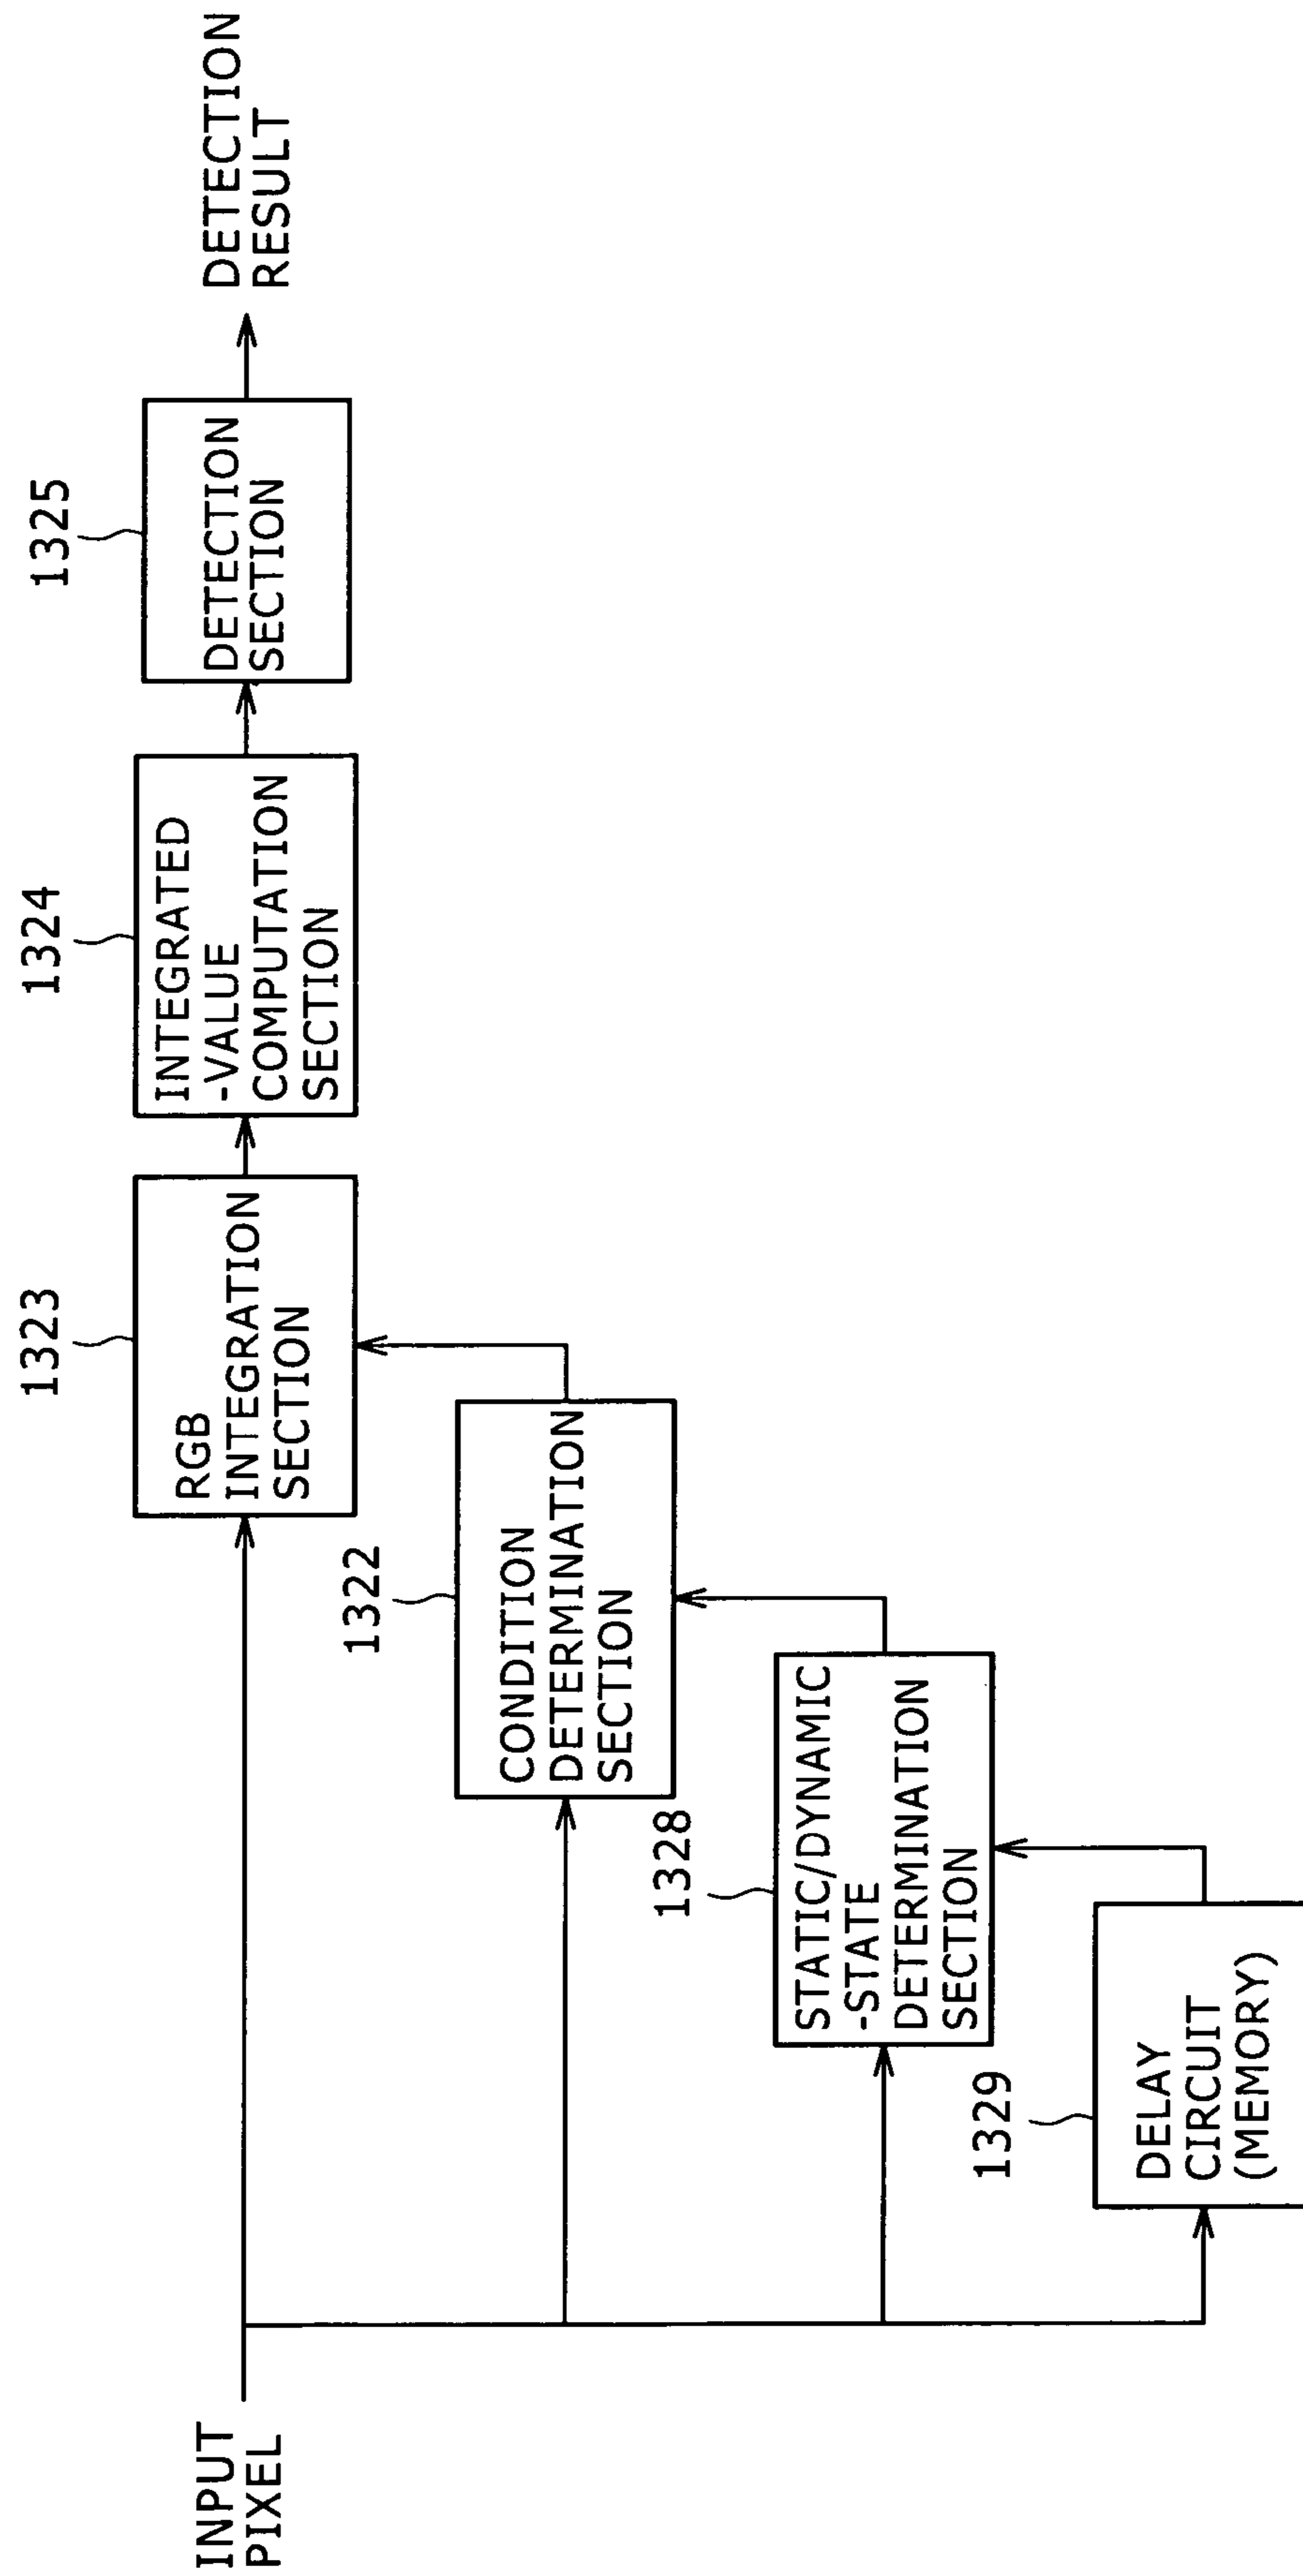 INPUT
PIXEL
1323
RGB
INTEGRATION
SECTION
1324
INTEGRATED
-VALUE
COMPUTATION
SECTION
1325
DETECTION
SECTION
DETECTION
RESULT
1322
CONDITION
DETERMINATION
SECTION
1328
STATIC/DYNAMIC
-STATE
DETERMINATION
SECTION
1329
DELAY
CIRCUIT
(MEMORY)